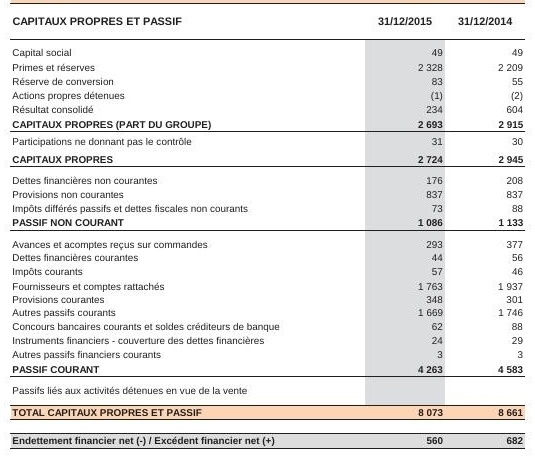 CAPITAUX PROPRES ET PASSIF 31/12/2015 31/12/2014
Capital social 49 49
Primes et réserves 2 328 2 209
Réserve de conversion 83 55
Actions propres détenues (1) (2)
Résultat consolidé 234 604
CAPITAUX PROPRES (PART DU GROUPE) 2 693 2 915
Participations ne donnant pas le contrôle 31 30
CAPITAUX PROPRES 2 724 2 945
Dettes financières non courantes 176 208
Provisions non courantes 837 837
Impôts différés passifs et dettes fiscales non courants 73 88
PASSIF NON COURANT 1 086 1 133
Avances et acomptes reçus sur commandes 293 377
Dettes financières courantes 44 56
Impôts courants 57 46
Fournisseurs et comptes rattachés 1 763 1 937
Provisions courantes 348 301
Autres passifs courants 1 669 1 746
Concours bancaires courants et soldes créditeurs de banque 62 88
Instruments financiers - couverture des dettes financières 24 29
Autres passifs financiers courants 3 3
PASSIF COURANT 4 263 4 583
Passifs liés aux activités détenues en vue de la vente
TOTAL CAPITAUX PROPRES ET PASSIF 8 073 8 661
Endettement financier net (-) / Excédent financier net (+) 560 682